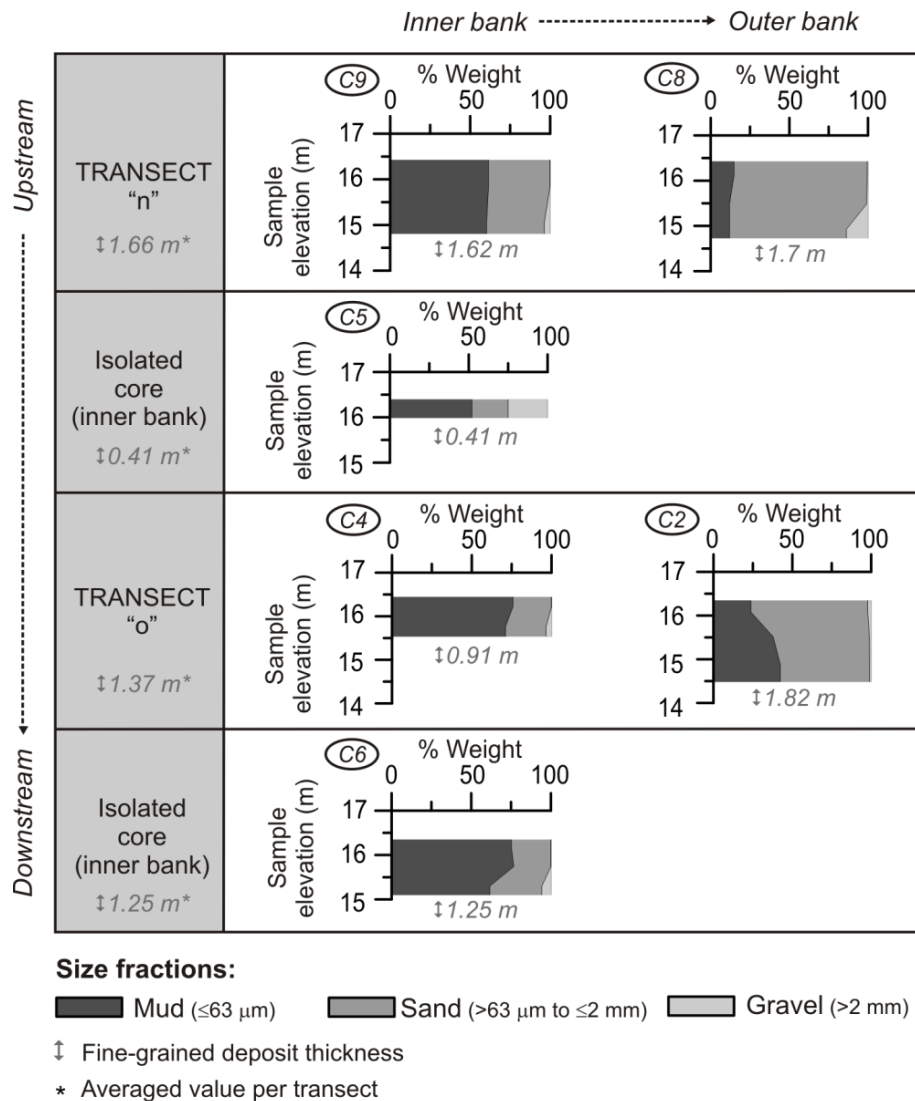 Inner bank Outer bank
Upstream
Downstream
TRANSECT
“n”
↕1.66 m*
C9
% Weight
0 50 100
Sample
elevation (m)
17
16
15
14
↕1.62 m
C8
% Weight
0 50 100
↕1.7 m
Isolated
core
(inner bank)
↕0.41 m*
C5
% Weight
0 50 100
Sample
elevation (m)
17
16
15
↕0.41 m
TRANSECT
“o”
↕1.37 m*
C4
% Weight
0 50 100
Sample
elevation (m)
17
16
15
14
↕0.91 m
C2
% Weight
0 50 100
17
16
15
14
↕1.82 m
Isolated
core
(inner bank)
↕1.25 m*
C6
% Weight
0 50 100
Sample
elevation (m)
17
16
15
↕1.25 m
Size fractions:
Mud (≤63 µm) Sand (>63 µm to ≤2 mm) Gravel (>2 mm)
↕ Fine-grained deposit thickness
* Averaged value per transect
17
16
15
14